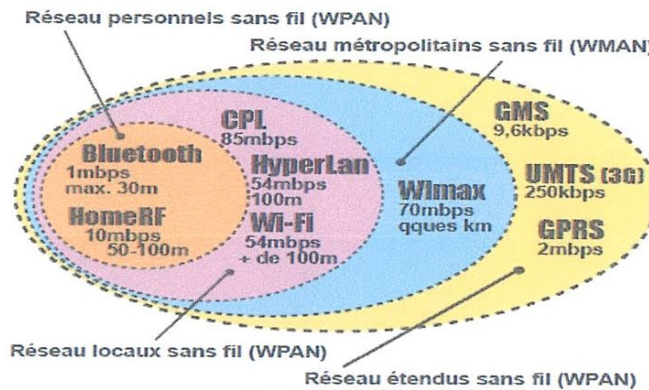 Réseau personnels sans fil (WPAN)
Réseau métropolitains sans fil (WMAN)
CPL
85mbps
GMS
9,6kbps
Bluetooth
1mbps
max. 30m
HyperLan
54mbps
100m
UMTS (3G)
250kbps
WImax
70mbps
qques km
HomeRF
10mbps
50-100m
Wi-Fi
54mbps
+ de 100m
GPRS
2mbps
Réseau locaux sans fil (WPAN)
Réseau étendus sans fil (WPAN)